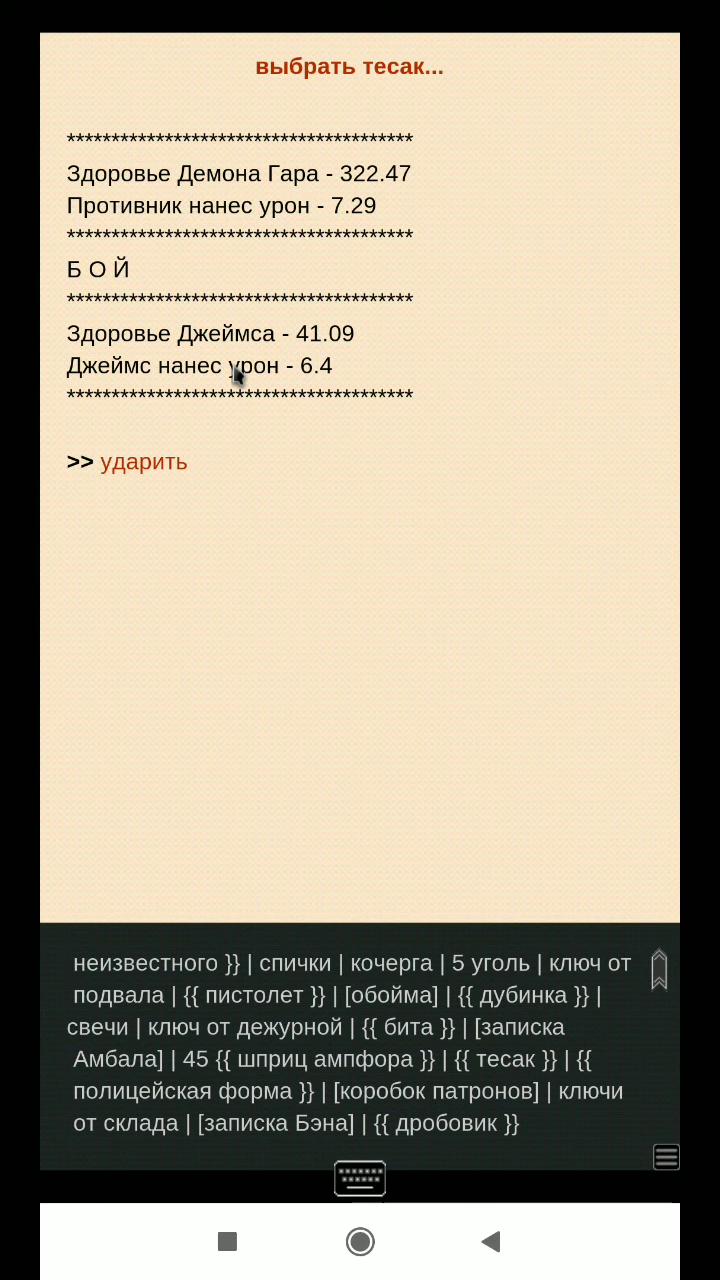 выбрать тесак...
***************************************
Здоровье Демона Гара - 322.47
Противник нанес урон - 7.29
***************************************
Б О Й
***************************************
Здоровье Джеймса - 41.09
Джеймс нанес урон - 6.4
***************************************
>> ударить
неизвестного }} | спички | кочерга | 5 уголь | ключ от
подвала | {{ пистолет }} | [обойма] | {{ дубинка }} |
свечи | ключ от дежурной | {{ бита }} | [записка
Амбала] | 45 {{ шприц ампфора }} | {{ тесак }} | {{
полицейская форма }} | [коробок патронов] | ключи
от склада | [записка Бэна] | {{ дробовик }}